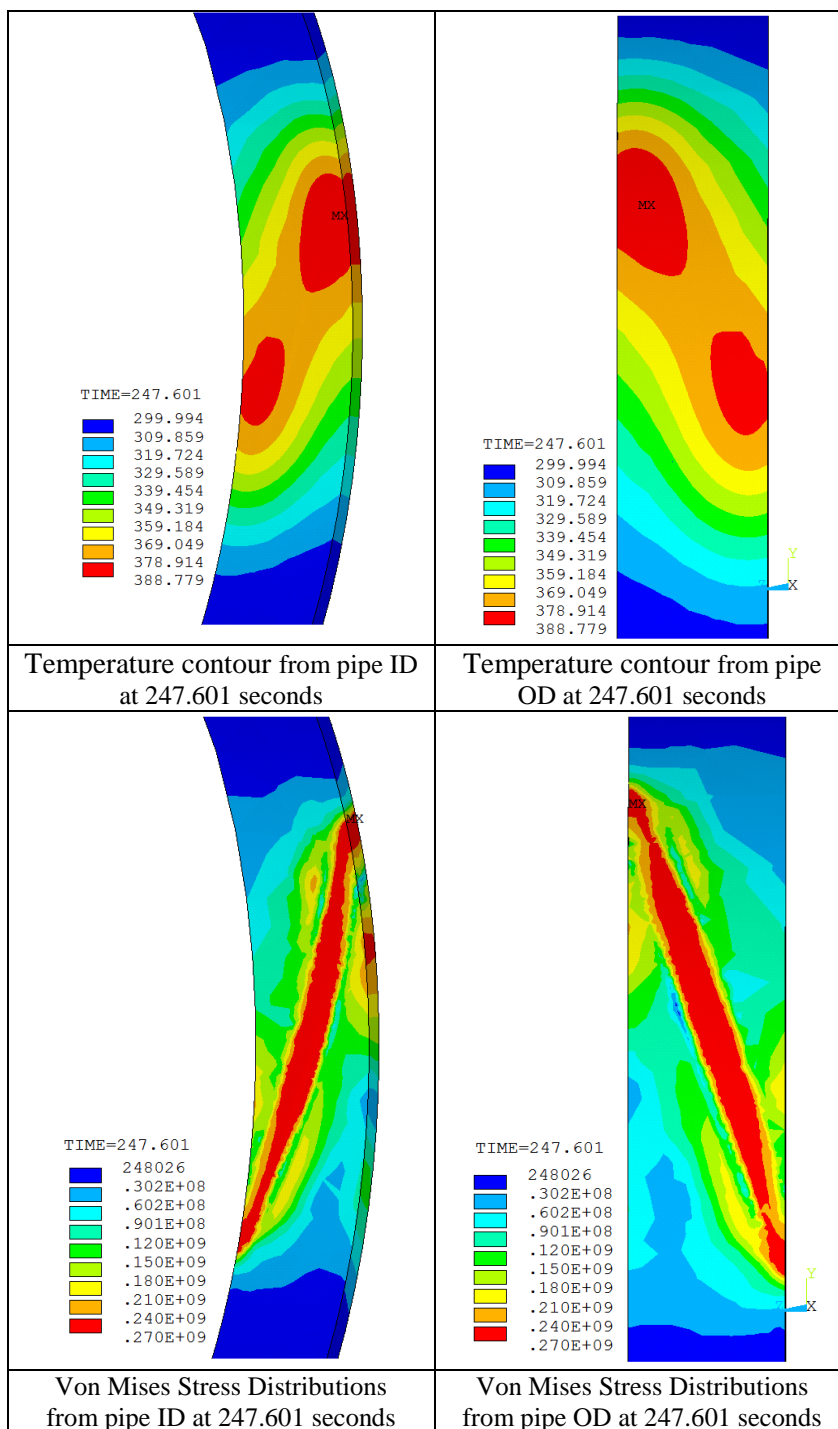 MX
TIME=247.601
299.994
309.859
319.724
329.589
339.454
349.319
359.184
369.049
378.914
388.779
MX
TIME=247.601
299.994
309.859
319.724
329.589
339.454
349.319
359.184
369.049
378.914
388.779
Y
Z X
Temperature contour from pipe ID
at 247.601 seconds
Temperature contour from pipe
OD at 247.601 seconds
MX
TIME=247.601
248026
.302E+08
.602E+08
.901E+08
.120E+09
.150E+09
.180E+09
.210E+09
.240E+09
.270E+09
MX
TIME=247.601
248026
.302E+08
.602E+08
.901E+08
.120E+09
.150E+09
.180E+09
.210E+09
.240E+09
.270E+09
Y
Z X
Von Mises Stress Distributions
from pipe ID at 247.601 seconds
Von Mises Stress Distributions
from pipe OD at 247.601 seconds